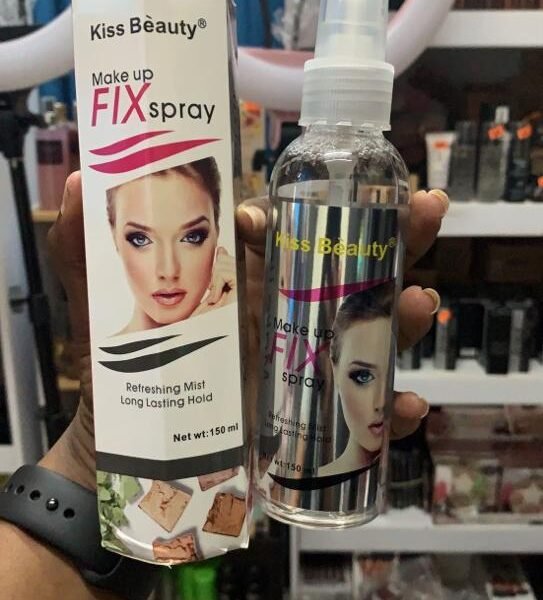 Kiss Bèauty®
Make up
FIX spray
Refreshing Mist
Long Lasting Hold
Net wt: 150 ml
Kiss Bèauty®
Make up
FIX
spray
Refreshing Mist
Long Lasting Hold
Net wt: 150 ml